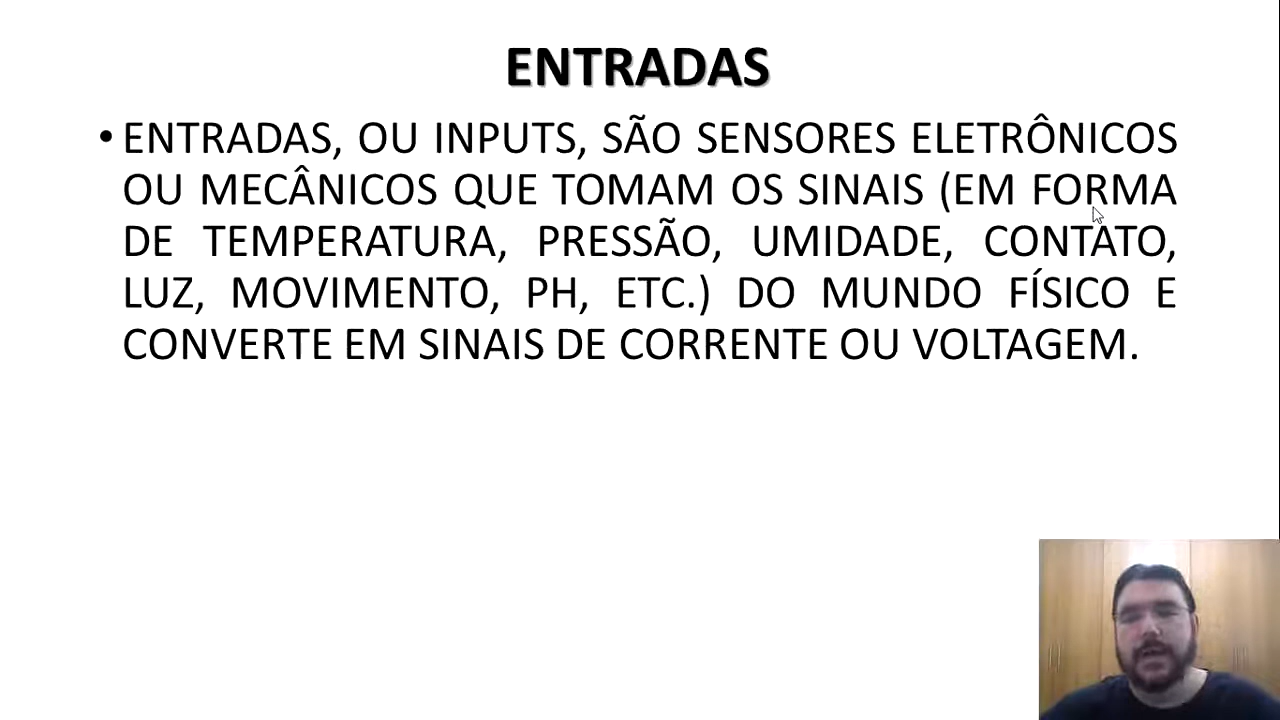 ENTRADAS
• ENTRADAS, OU INPUTS, SÃO SENSORES ELETRÔNICOS
OU MECÂNICOS QUE TOMAM OS SINAIS (EM FORMA
DE TEMPERATURA, PRESSÃO, UMIDADE, CONTATO,
LUZ, MOVIMENTO, PH, ETC.) DO MUNDO FÍSICO E
CONVERTE EM SINAIS DE CORRENTE OU VOLTAGEM.